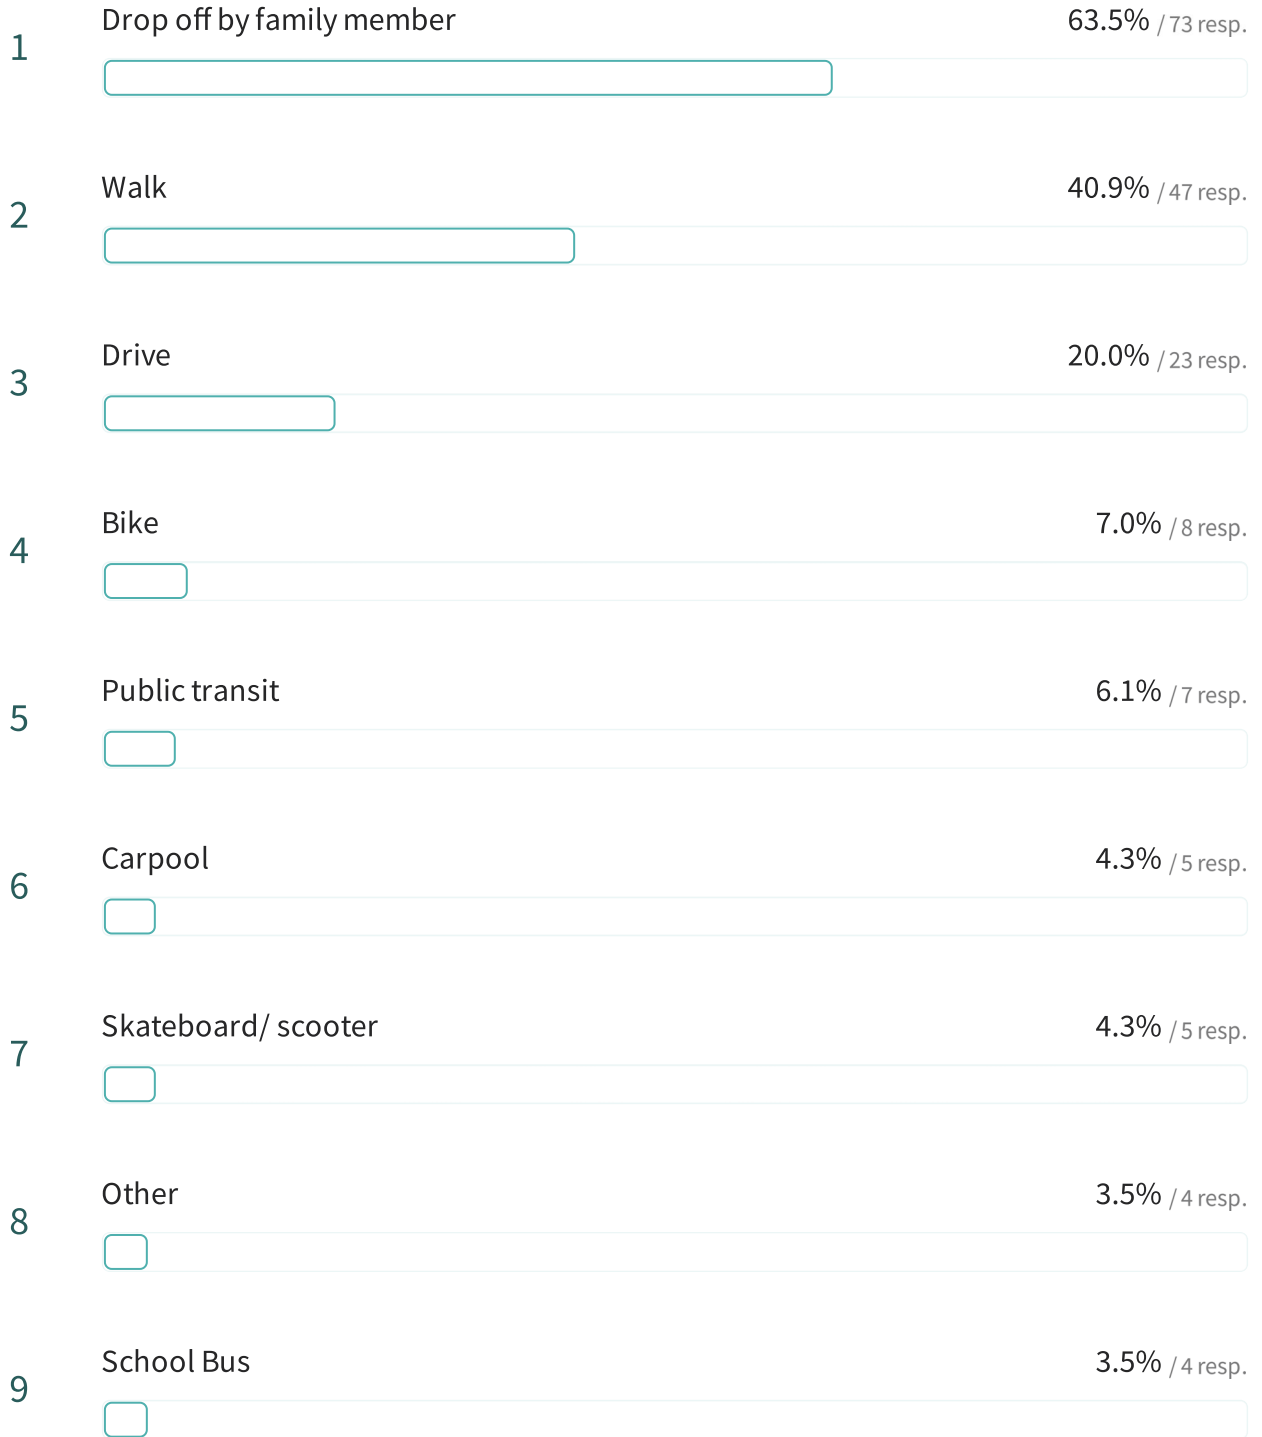 1
Drop off by family member
63.5% / 73 resp.
2
Walk
40.9% / 47 resp.
3
Drive
20.0% / 23 resp.
4
Bike
7.0% / 8 resp.
5
Public transit
6.1% / 7 resp.
6
Carpool
4.3% / 5 resp.
7
Skateboard/ scooter
4.3% / 5 resp.
8
Other
3.5% / 4 resp.
9
School Bus
3.5% / 4 resp.